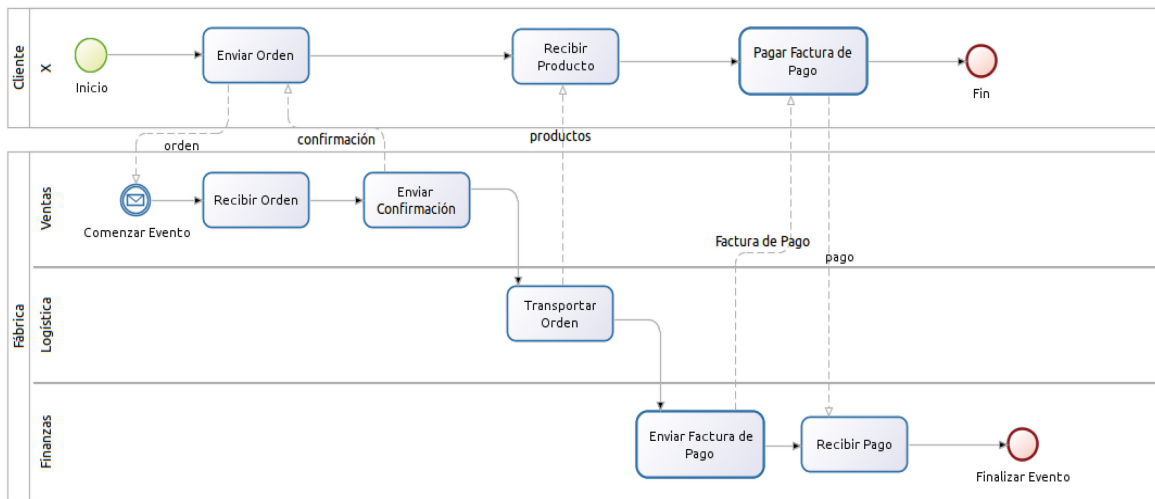 Cliente
X
Inicio
Enviar Orden
Recibir
Producto
Pagar Factura de
Pago
Fin
orden
confirmación
productos
Fábrica
Ventas
Comenzar Evento
Recibir Orden
Enviar
Confirmación
Factura de Pago
pago
Logística
Transportar
Orden
Finanzas
Enviar Factura de
Pago
Recibir Pago
Finalizar Evento